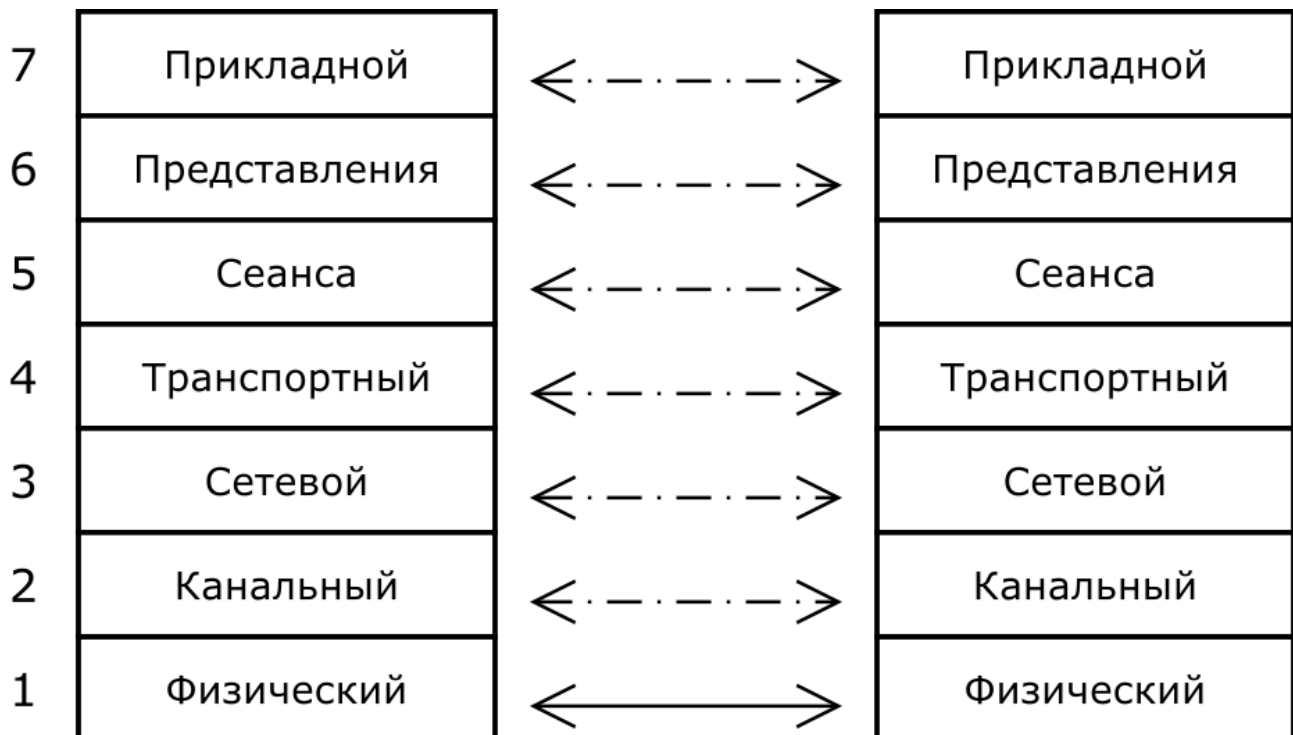 7 Прикладной Прикладной
6 Представления Представления
5 Сеанса Сеанса
4 Транспортный Транспортный
3 Сетевой Сетевой
2 Канальный Канальный
1 Физический Физический